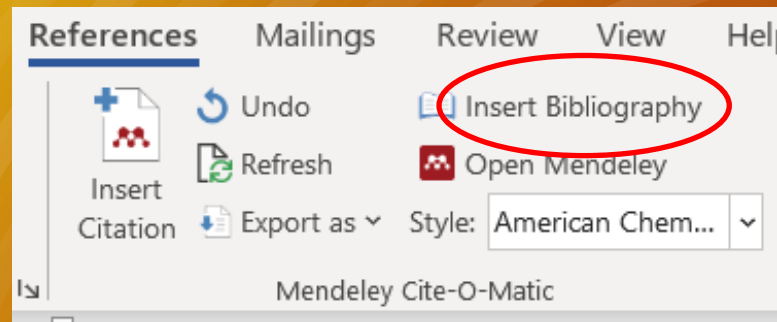 References Mailings Review View Help
Undo Insert Bibliography
Insert Refresh Open Mendeley
Citation Export as Style: American Chem...
Mendeley Cite-O-Matic